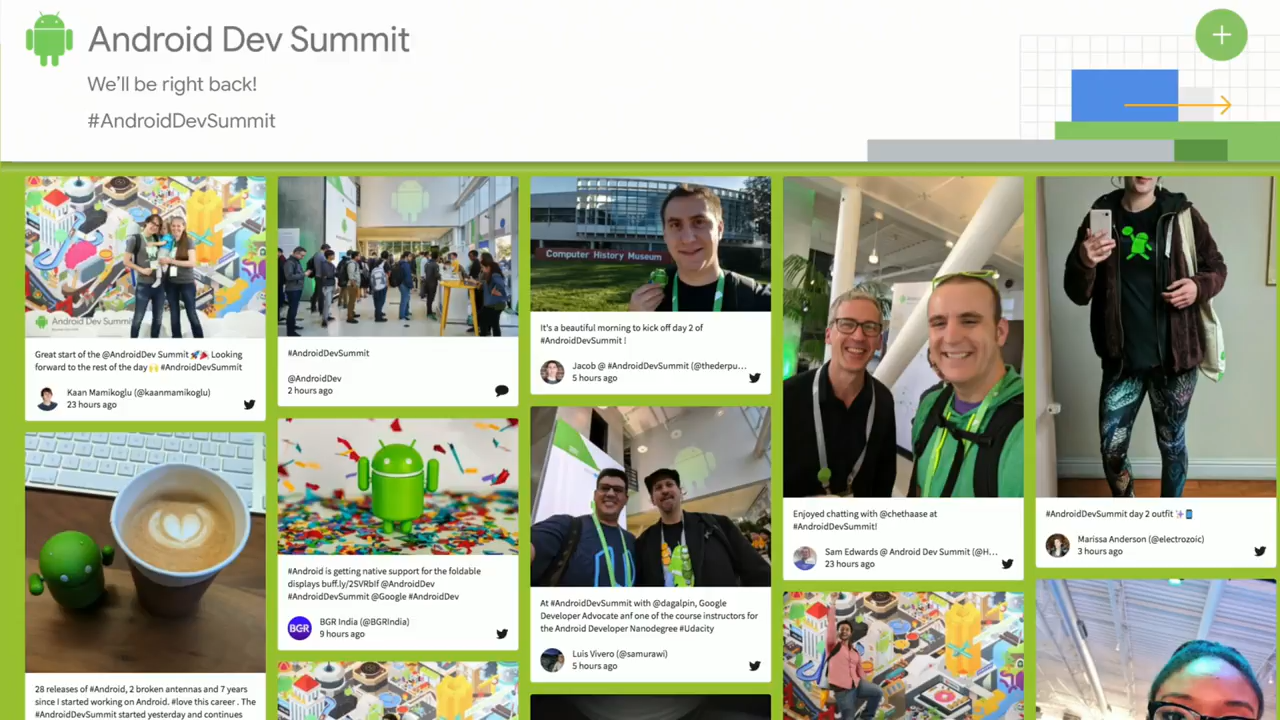 Android Dev Summit
We'll be right back!
#AndroidDevSummit
Android Dev Summit
Great start of the @AndroidDev Summit 🚀🎉 Looking
forward to the rest of the day🙌 #AndroidDevSummit
Kaan Mamikoglu (@kaanmamikoglu)
23 hours ago
28 releases of #Android, 2 broken antennas and 7 years
since I started working on Android. #love this career . The
#AndroidDevSummit started yesterday and continues
#AndroidDevSummit
@AndroidDev
2 hours ago
#Android is getting native support for the foldable
displays buff.ly/2SVRbIf @AndroidDev
#AndroidDevSummit @Google #AndroidDev
BGR
BGR India (@BGRIndia)
9 hours ago
Computer History Museum
It's a beautiful morning to kick off day 2 of
#AndroidDevSummit !
Jacob @ #AndroidDevSummit (@thederpu...
5 hours ago
At #AndroidDevSummit with @dagalpin, Google
Developer Advocate anf one of the course instructors for
the Android Developer Nanodegree #Udacity
Luis Vivero (@samurawi)
5 hours ago
Enjoyed chatting with @chethaase at
#AndroidDevSummit!
Sam Edwards @ Android Dev Summit (@H...
23 hours ago
#AndroidDevSummit day 2 outfit ✨📱
Marissa Anderson (@electrozoic)
3 hours ago